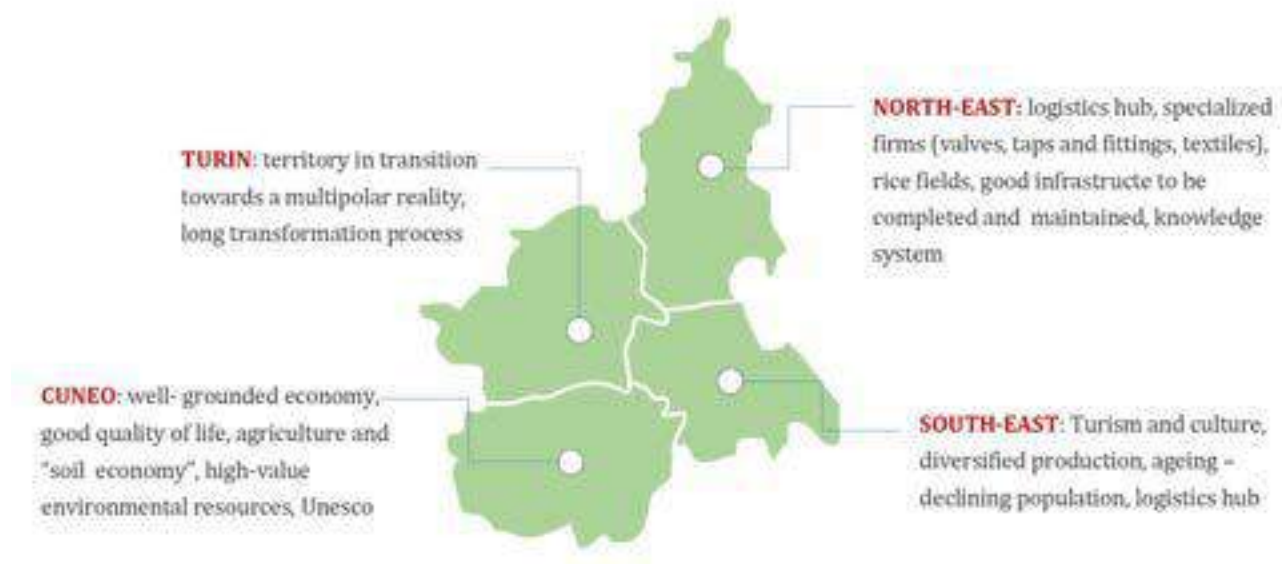 NORTH-EAST: logistics hub, specialized
firms (valves, taps and fittings, textiles),
rice fields, good infrastructe to be
completed and maintained, knowledge
system
TURIN: territory in transition
towards a multipolar reality,
long transformation process
CUNEO: well- grounded economy,
good quality of life, agriculture and
"soil economy", high-value
environmental resources, Unesco
SOUTH-EAST: Turism and culture,
diversified production, ageing –
declining population, logistics hub